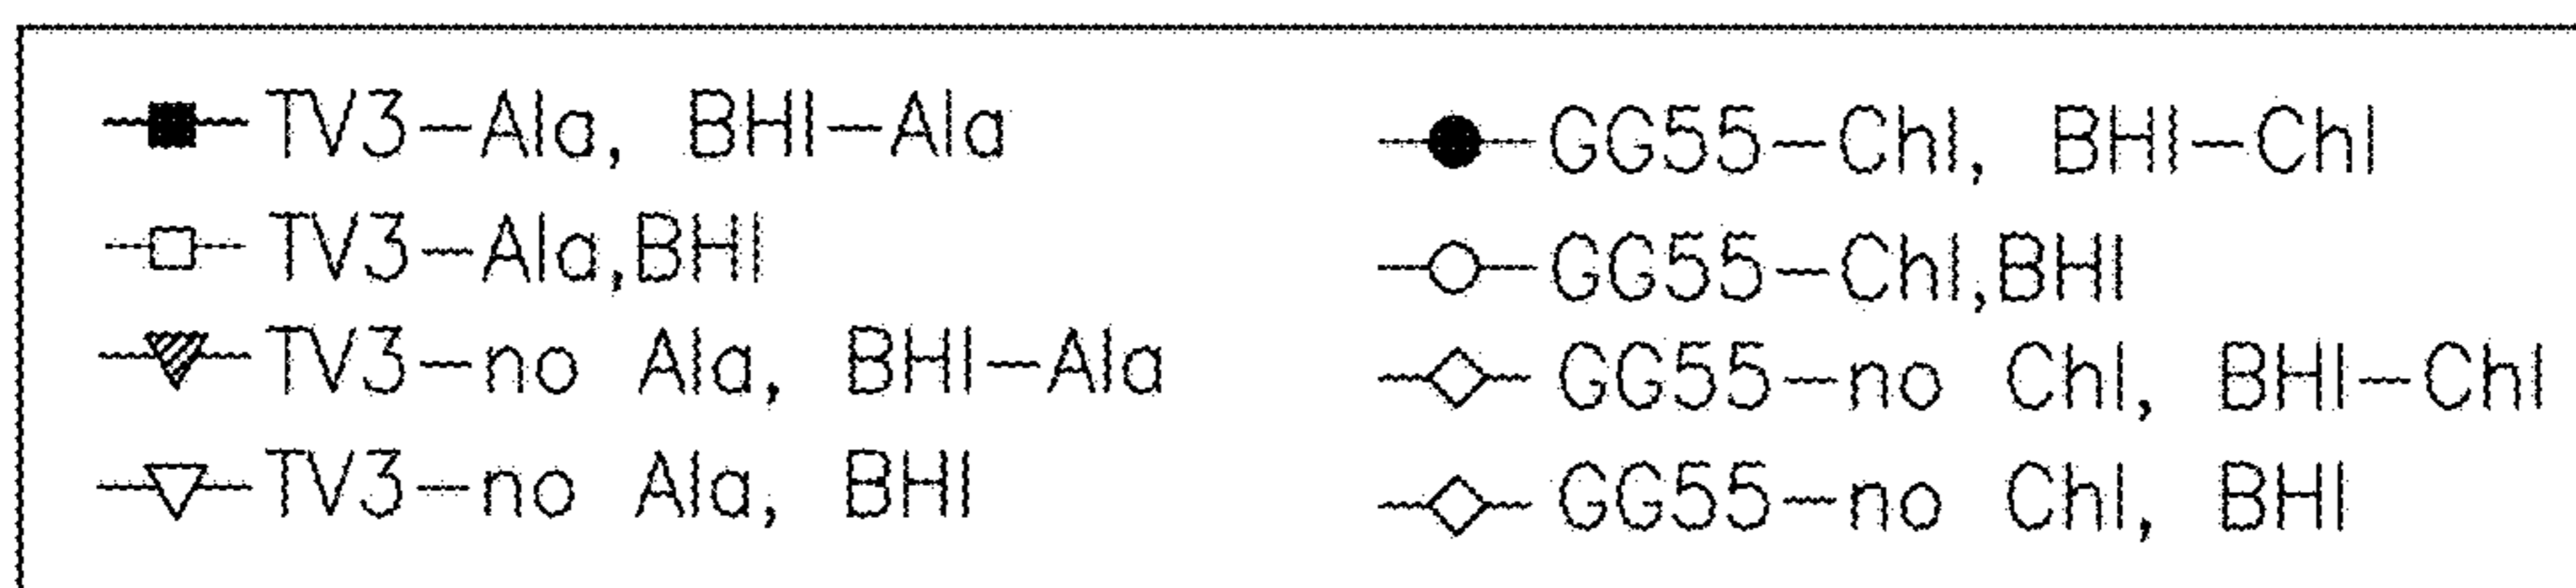 TV3-Ala, BHI-Ala
TV3-Ala,BHI
TV3-no Ala, BHI-Ala
TV3-no Ala, BHI
GG55-Chl, BHI-Chl
GG55-Chl,BHI
GG55-no Chl, BHI-Chl
GG55-no Chl, BHI